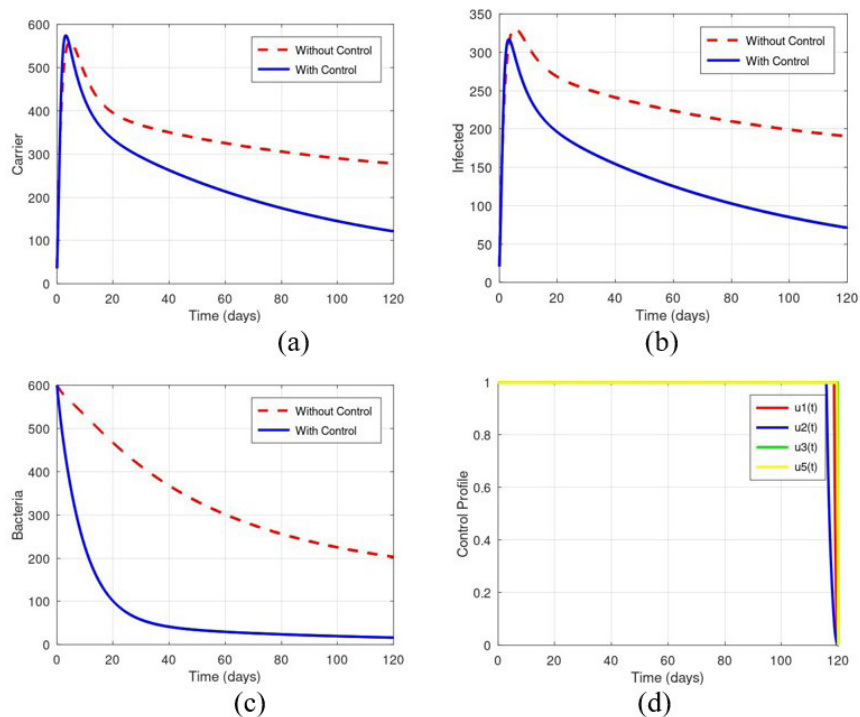 600
500
400
300
200
100
0
Carrier
Without Control
With Control
0 20 40 60 80 100 120
Time (days)
(a)
350
300
250
200
150
100
50
0
Infected
Without Control
With Control
0 20 40 60 80 100 120
Time (days)
(b)
600
500
400
300
200
100
0
Bacteria
Without Control
With Control
0 20 40 60 80 100 120
Time (days)
(c)
1
0.8
0.6
0.4
0.2
0
Control Profile
u1(t)
u2(t)
u3(t)
u5(t)
0 20 40 60 80 100 120
Time (days)
(d)